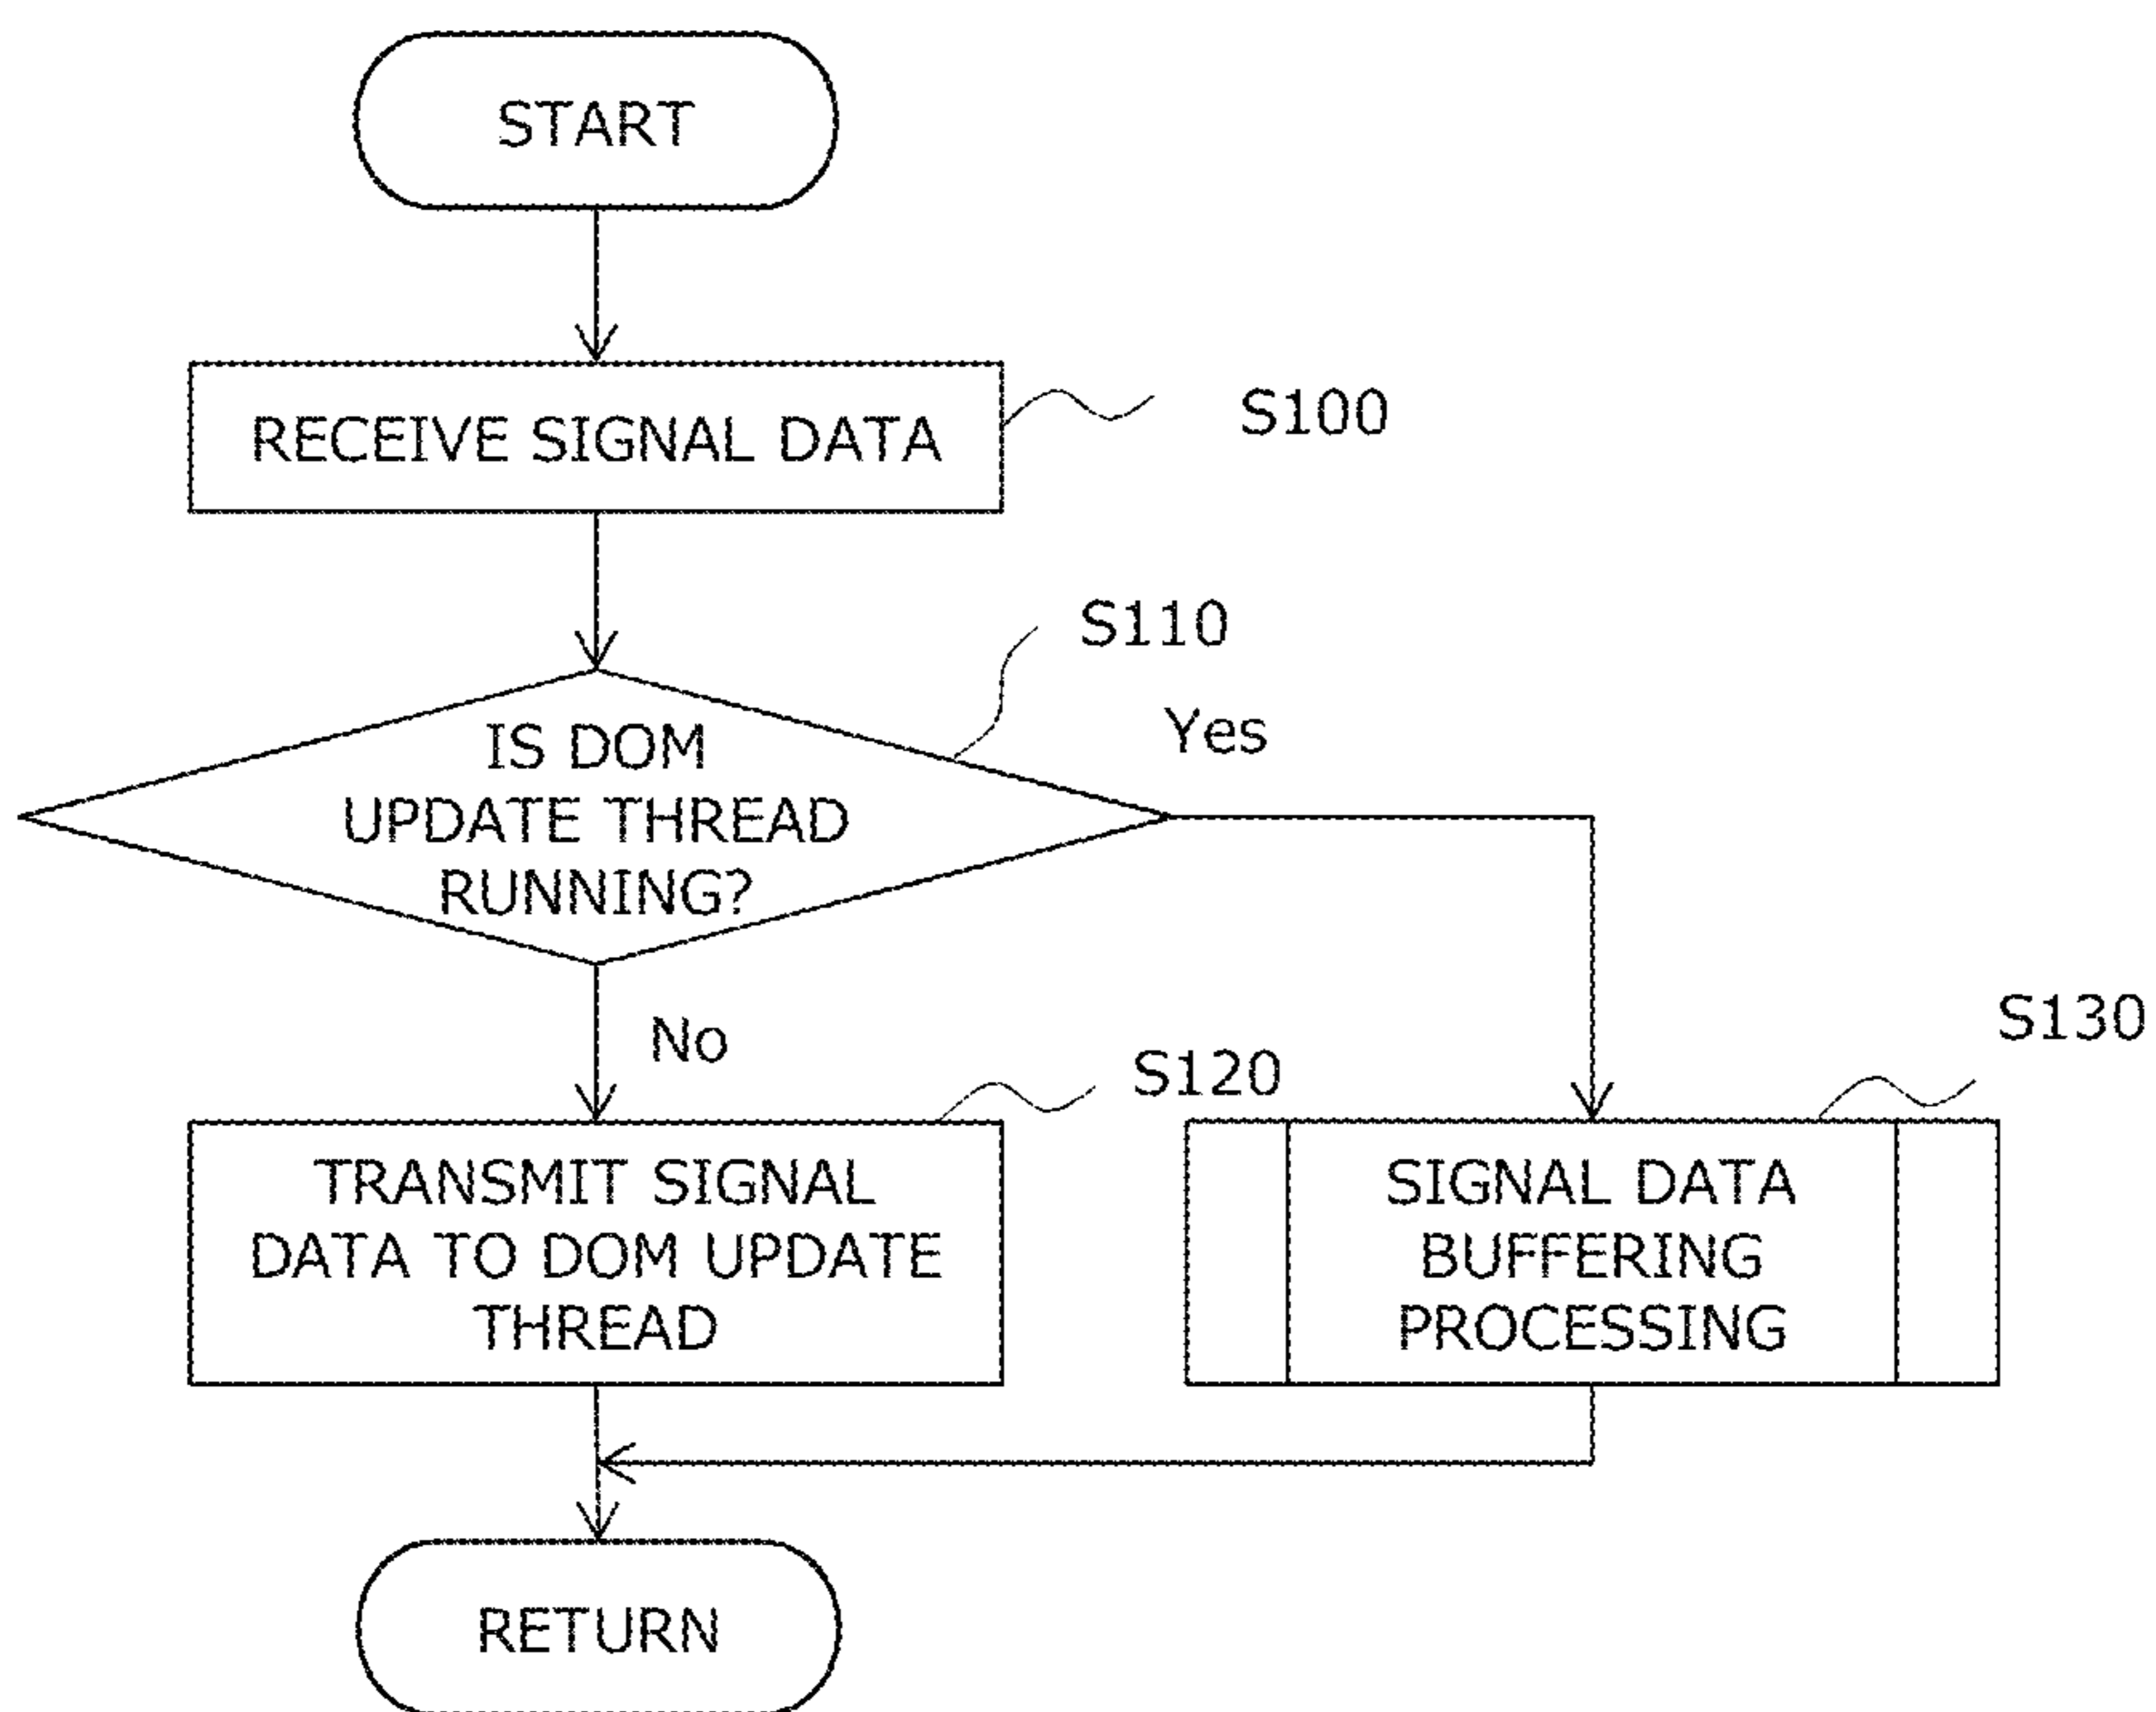 START
RECEIVE SIGNAL DATA
S100
S110
IS DOM
UPDATE THREAD
RUNNING?
Yes
No
S120
S130
TRANSMIT SIGNAL
DATA TO DOM UPDATE
THREAD
SIGNAL DATA
BUFFERING
PROCESSING
RETURN